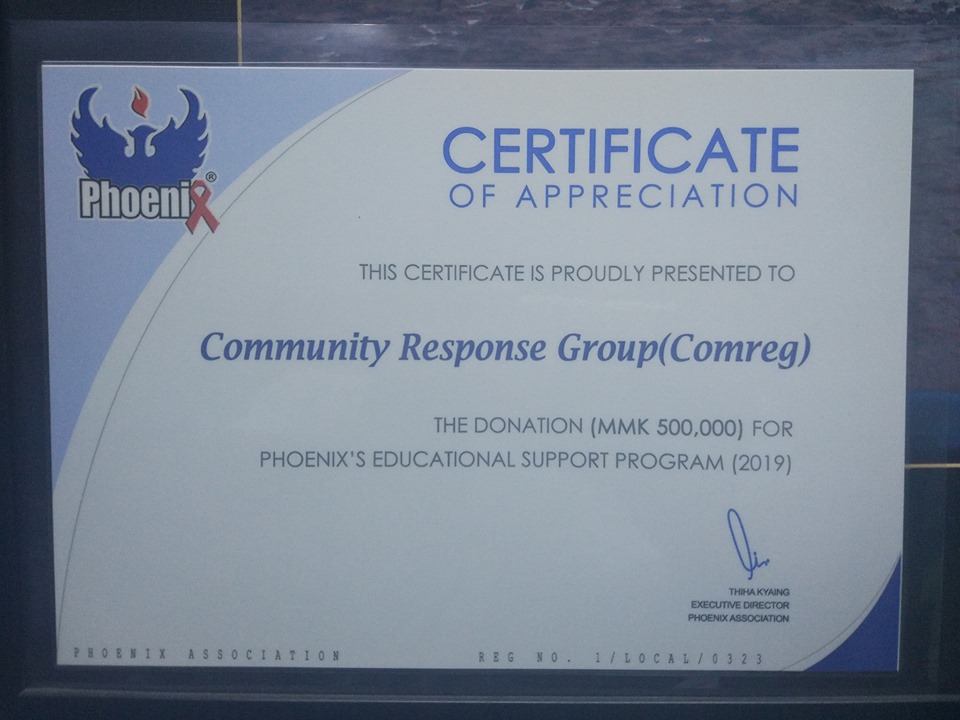 Phoenix®
CERTIFICATE
OF APPRECIATION
THIS CERTIFICATE IS PROUDLY PRESENTED TO
Community Response Group(Comreg)
THE DONATION (MMK 500,000) FOR
PHOENIX'S EDUCATIONAL SUPPORT PROGRAM (2019)
THIHA KYAING
EXECUTIVE DIRECTOR
PHOENIX ASSOCIATION
PHOENIX ASSOCIATION REG NO. 1/LOCAL/0323